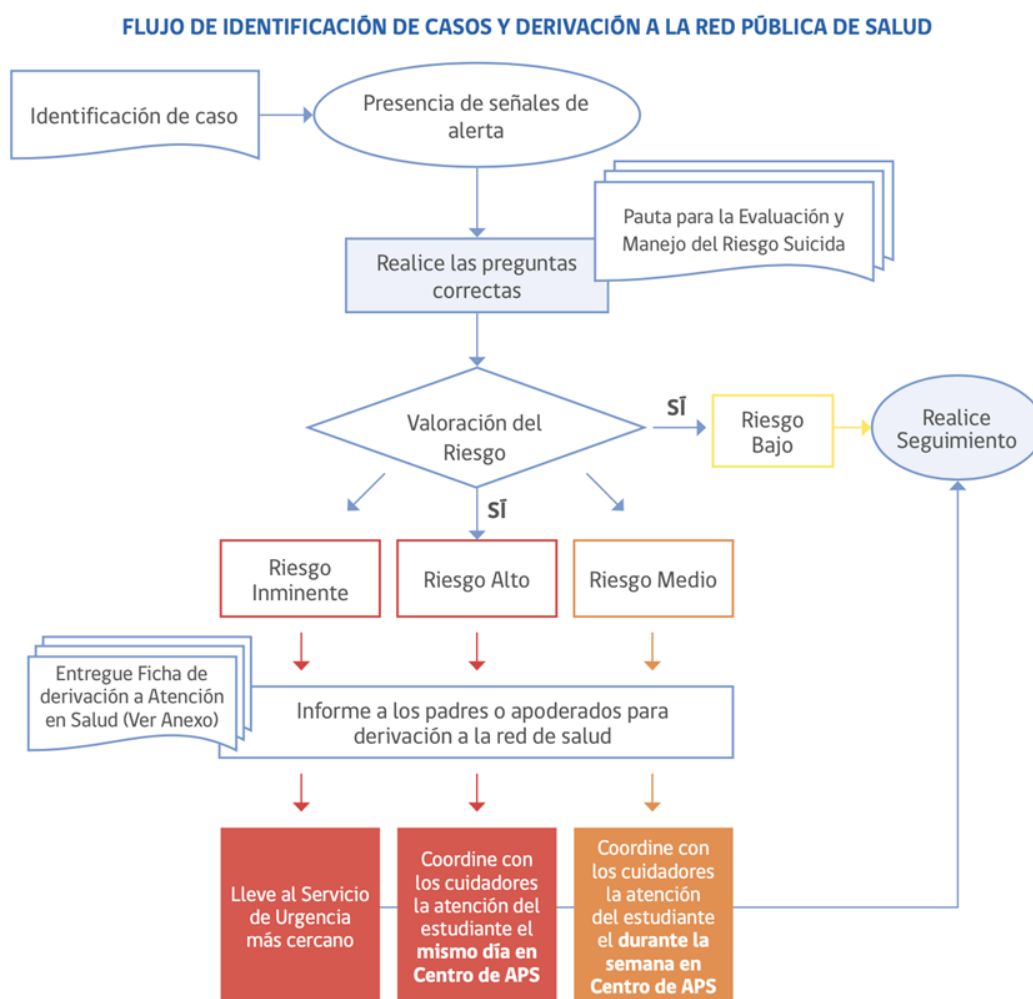 FLUJO DE IDENTIFICACIÓN DE CASOS Y DERIVACIÓN A LA RED PÚBLICA DE SALUD
Identificación de caso
Presencia de señales de
alerta
Pauta para la Evaluación y
Manejo del Riesgo Suicida
Realice las preguntas
correctas
Valoración del
Riesgo
SÍ
Riesgo
Bajo
Realice
Seguimiento
SÍ
Riesgo
Inminente
Riesgo Alto
Riesgo Medio
Entregue Ficha de
derivación a Atención
en Salud (Ver Anexo)
Informe a los padres o apoderados para
derivación a la red de salud
Lleve al Servicio
de Urgencia
más cercano
Coordine con
los cuidadores
la atención del
estudiante el
mismo día en
Centro de APS
Coordine con
los cuidadores
la atención
del estudiante
el durante la
semana en
Centro de APS